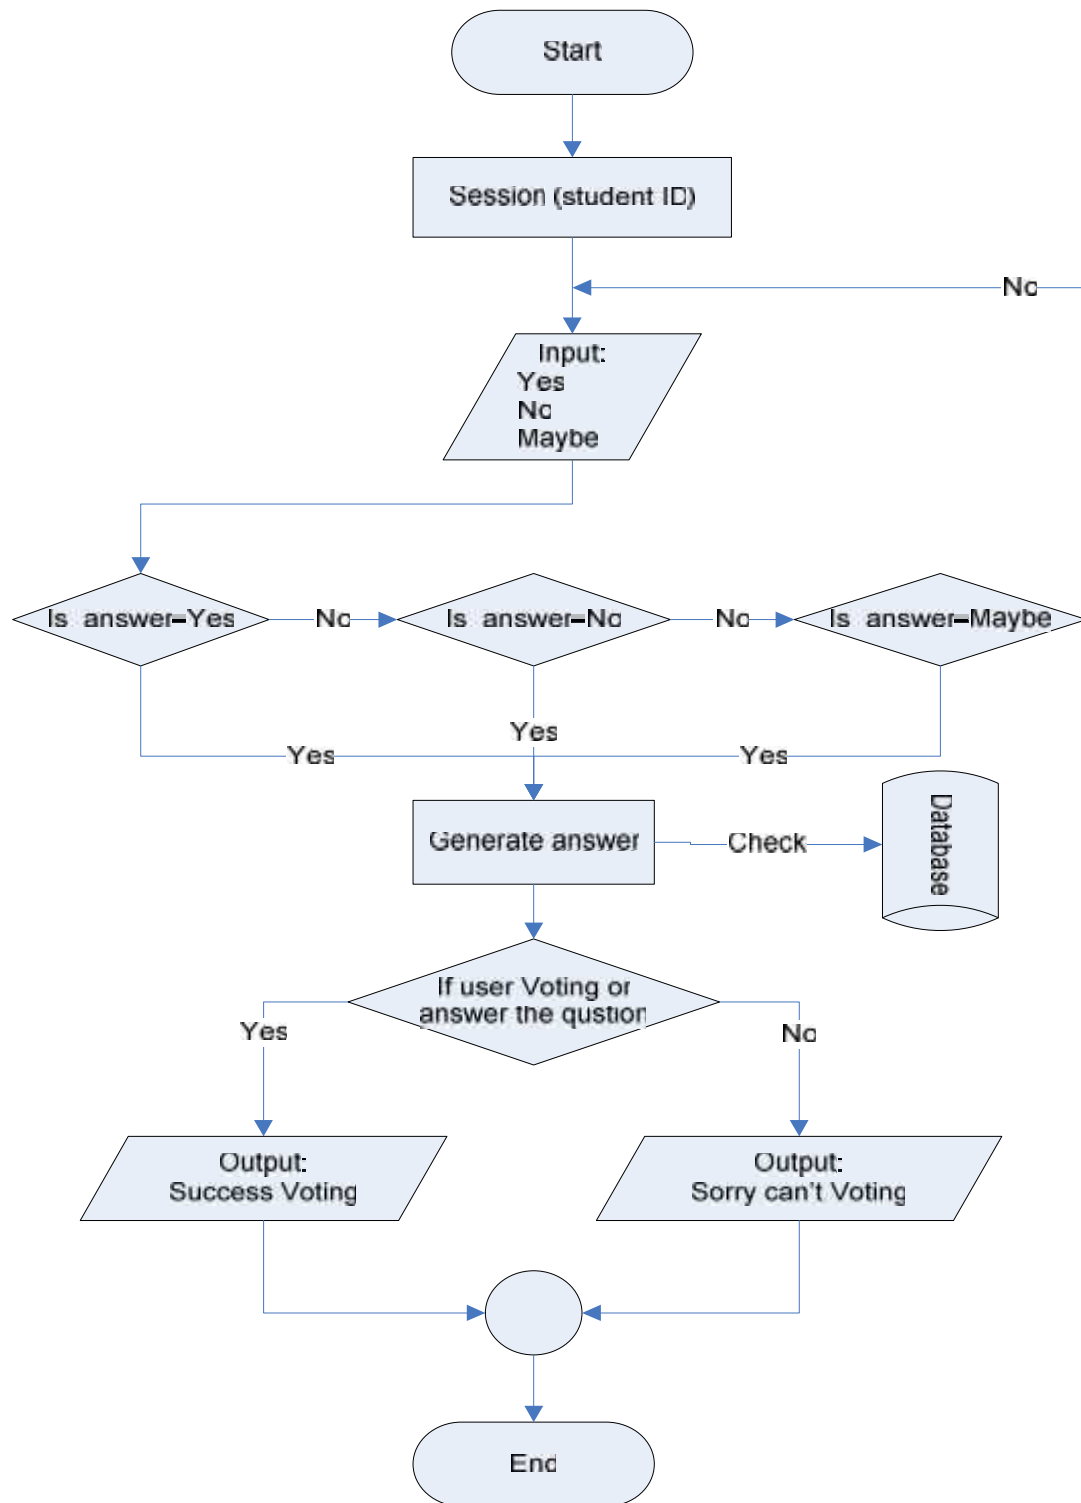 Start
Session (student ID)
No
Input:
Yes
No
Maybe
Is answer=Yes
No
Is answer=No
No
Is answer=Maybe
Yes
Yes
Yes
Generate answer
Check
Database
If user Voting or
answer the qustion
Yes
No
Output:
Success Voting
Output:
Sorry can't Voting
End